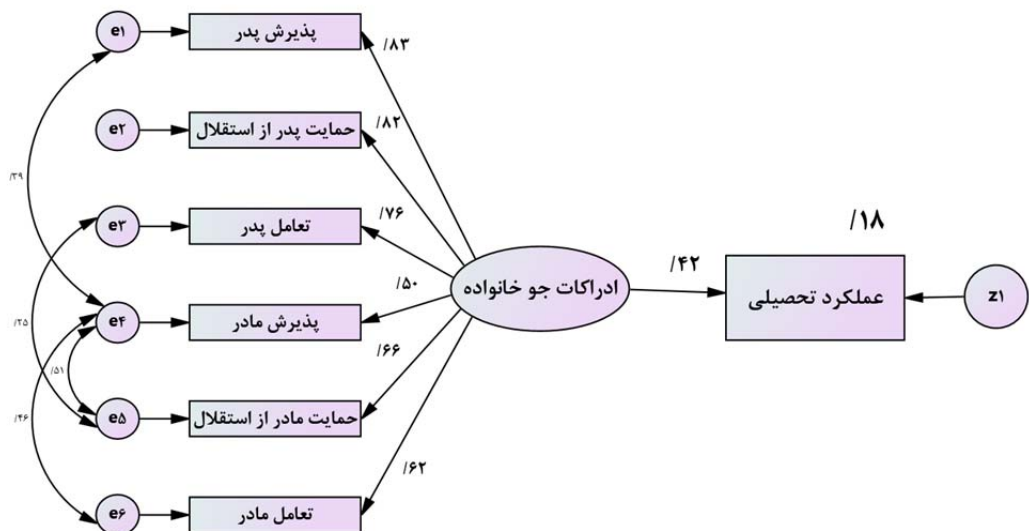 e۱
پذیرش پدر
/۸۳
e۲
حمایت پدر از استقلال
/۸۲
/۳۹
e۳
تعامل پدر
/۷۶
/۱۸
ادراکات جو خانواده
/۴۲
عملکرد تحصیلی
z۱
/۵۰
e۴
پذیرش مادر
/۲۵
/۵۱
/۶۶
e۵
حمایت مادر از استقلال
/۴۶
/۶۲
e۶
تعامل مادر